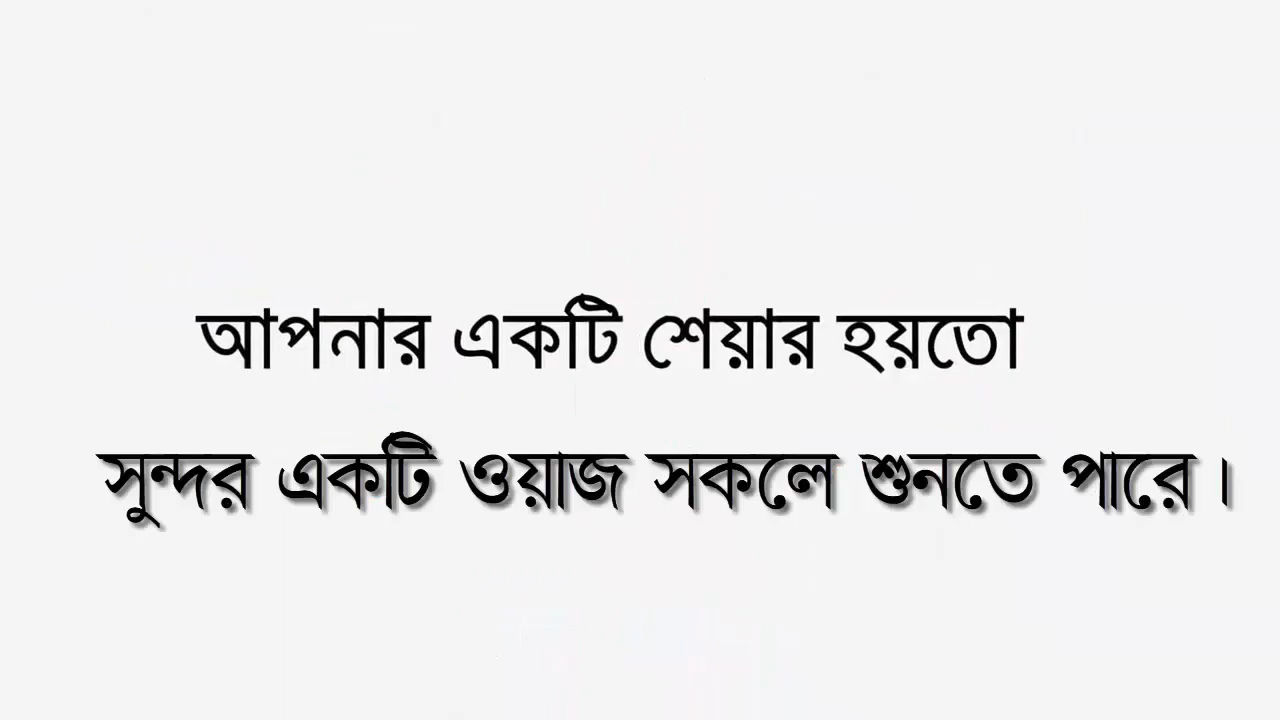 আপনার একটি শেয়ার হয়তো
সুন্দর একটি ওয়াজ সকলে শুনতে পারে।